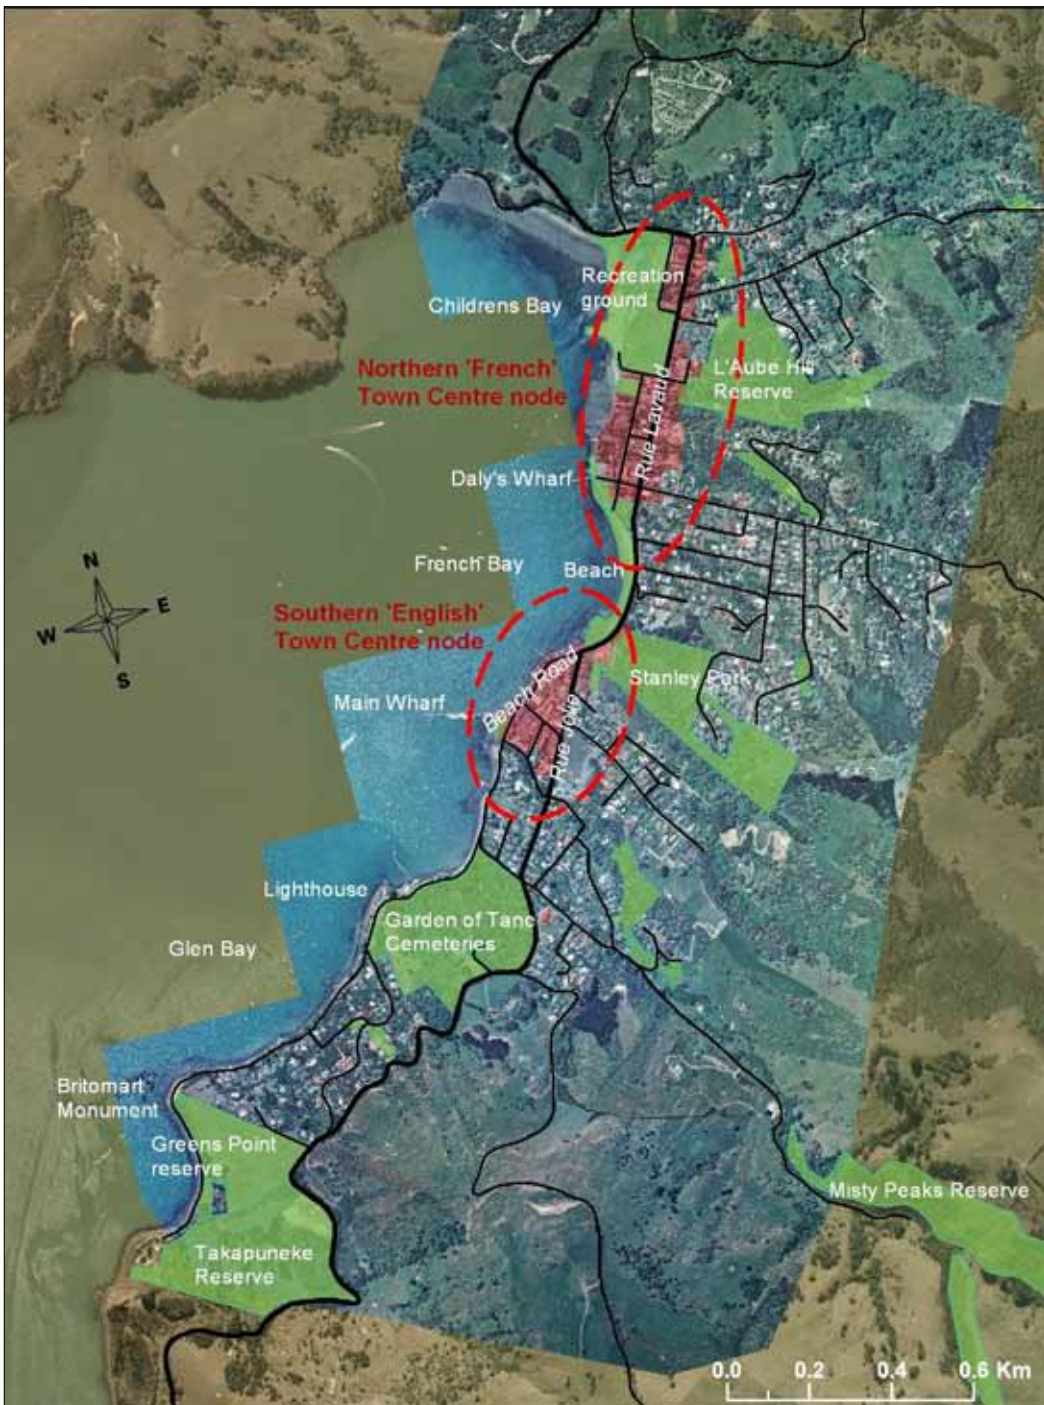 Recreation
ground
Childrens Bay
Northern 'French'
Town Centre node
L'Aube Hill
Reserve
Rue Lavaud
Daly's Wharf
French Bay
Beach
N
E
W
S
Southern 'English'
Town Centre node
Stanley Park
Main Wharf
Beach Road
Rue Jolie
Lighthouse
Garden of Tane
Cemeteries
Glen Bay
Britomart
Monument
Greens Point
reserve
Misty Peaks Reserve
Takapuneke
Reserve
0.0 0.2 0.4 0.6 Km